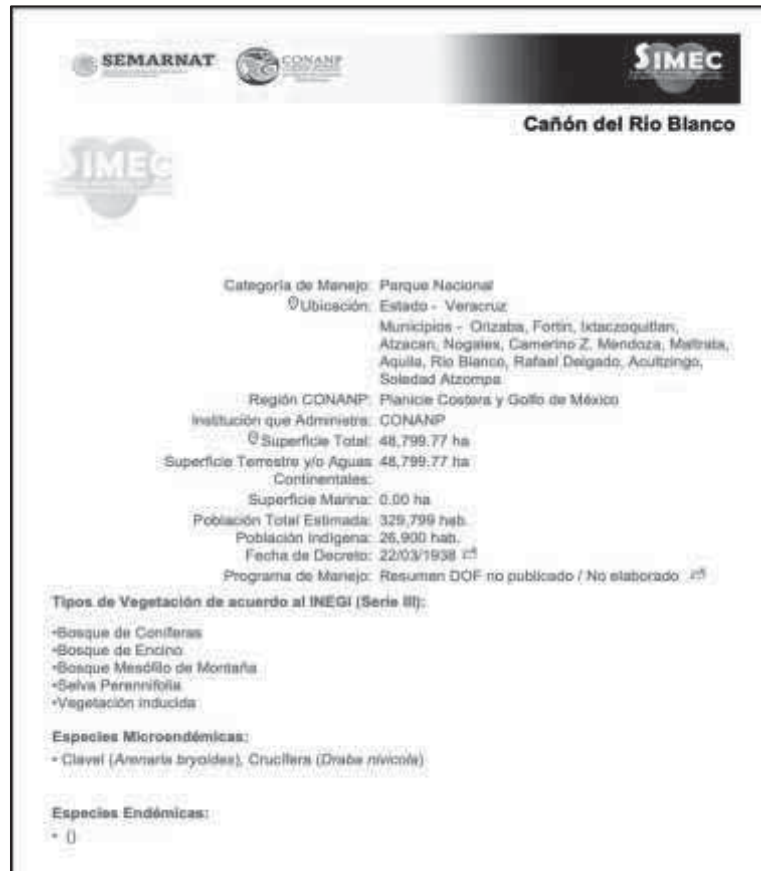 SEMARNAT
CONANP
SIMEC
Cañón del Rio Blanco
SIMEC
Categoría de Manejo: Parque Nacional
Ubicación: Estado - Veracruz
Municipios - Orizaba, Fortín, Ixtaczoquitlan,
Atzacan, Nogales, Camerino Z. Mendoza, Maltrata,
Aquila, Rio Blanco, Rafael Delgado, Acultzingo,
Soledad Atzompa
Región CONANP: Planicie Costera y Golfo de México
Institución que Administra: CONANP
Superficie Total: 48,799.77 ha
Superficie Terrestre y/o Aguas 48,799.77 ha
Continentales:
Superficie Marina: 0.00 ha
Población Total Estimada: 329,799 hab.
Población Indígena: 26,900 hab.
Fecha de Decreto: 22/03/1938
Programa de Manejo: Resumen DOF no publicado / No elaborado
Tipos de Vegetación de acuerdo al INEGI (Serie III):
•Bosque de Coníferas
•Bosque de Encino
•Bosque Mesófilo de Montaña
•Selva Perennifolia
•Vegetación inducida
Especies Microendémicas:
• Clavel (Arenaria bryoides), Crucífera (Draba nivicola)
Especies Endémicas:
• ()